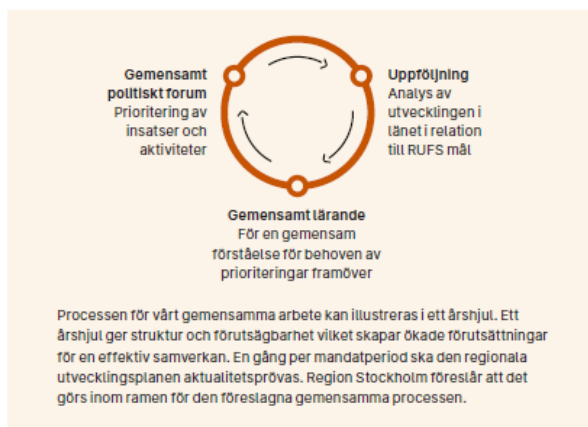 Gemensamt
politiskt forum
Prioritering av
insatser och
aktiviteter
Uppföljning
Analys av
utvecklingen i
länet i relation
till RUFS mål
Gemensamt lärande
För en gemensam
förståelse för behoven av
prioriteringar framöver
Processen för vårt gemensamma arbete kan illustreras i ett årshjul. Ett
årshjul ger struktur och förutsägbarhet vilket skapar ökade förutsättningar
för en effektiv samverkan. En gång per mandatperiod ska den regionala
utvecklingsplanen aktualitetsprövas. Region Stockholm föreslår att det
görs inom ramen för den föreslagna gemensamma processen.